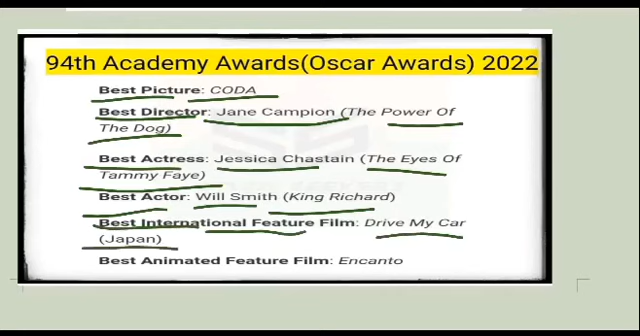 94th Academy Awards(Oscar Awards) 2022
Best Picture: CODA
Best Director: Jane Campion (The Power Of
The Dog)
Best Actress: Jessica Chastain (The Eyes Of
Tammy Faye)
Best Actor: Will Smith (King Richard)
Best International Feature Film: Drive My Car
(Japan)
Best Animated Feature Film: Encanto